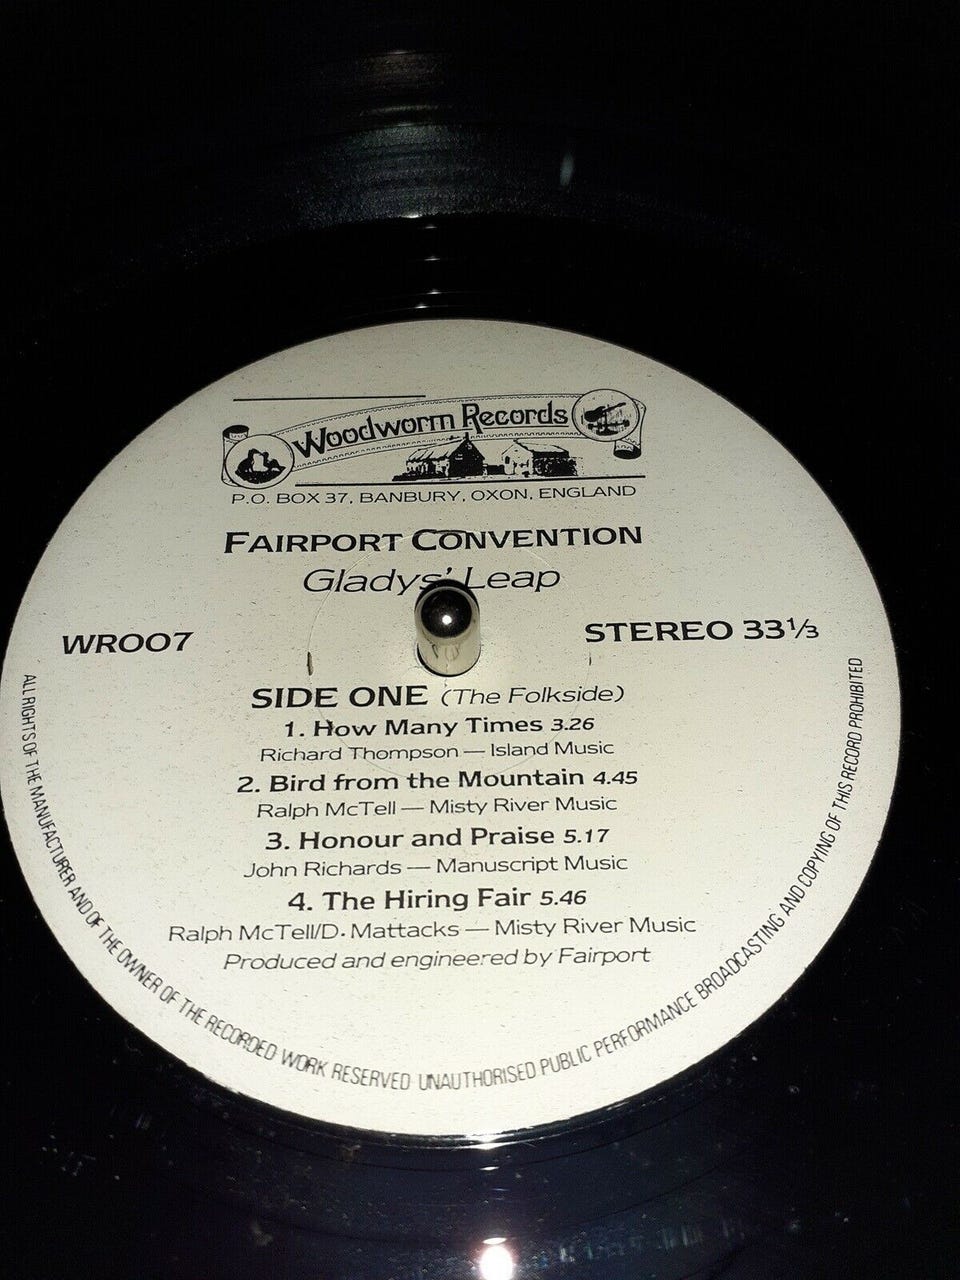 Woodworm Records
P.O. BOX 37, BANBURY, OXON, ENGLAND
FAIRPORT CONVENTION
Gladys' Leap
WR007
STEREO 33⅓
SIDE ONE (The Folkside)
1. How Many Times 3.26
Richard Thompson — Island Music
2. Bird from the Mountain 4.45
Ralph McTell — Misty River Music
3. Honour and Praise 5.17
John Richards — Manuscript Music
4. The Hiring Fair 5.46
Ralph McTell/D. Mattacks — Misty River Music
Produced and engineered by Fairport
ALL RIGHTS OF THE MANUFACTURER AND OF THE OWNER OF THE RECORDED WORK RESERVED UNAUTHORISED PUBLIC PERFORMANCE BROADCASTING AND COPYING OF THIS RECORD PROHIBITED